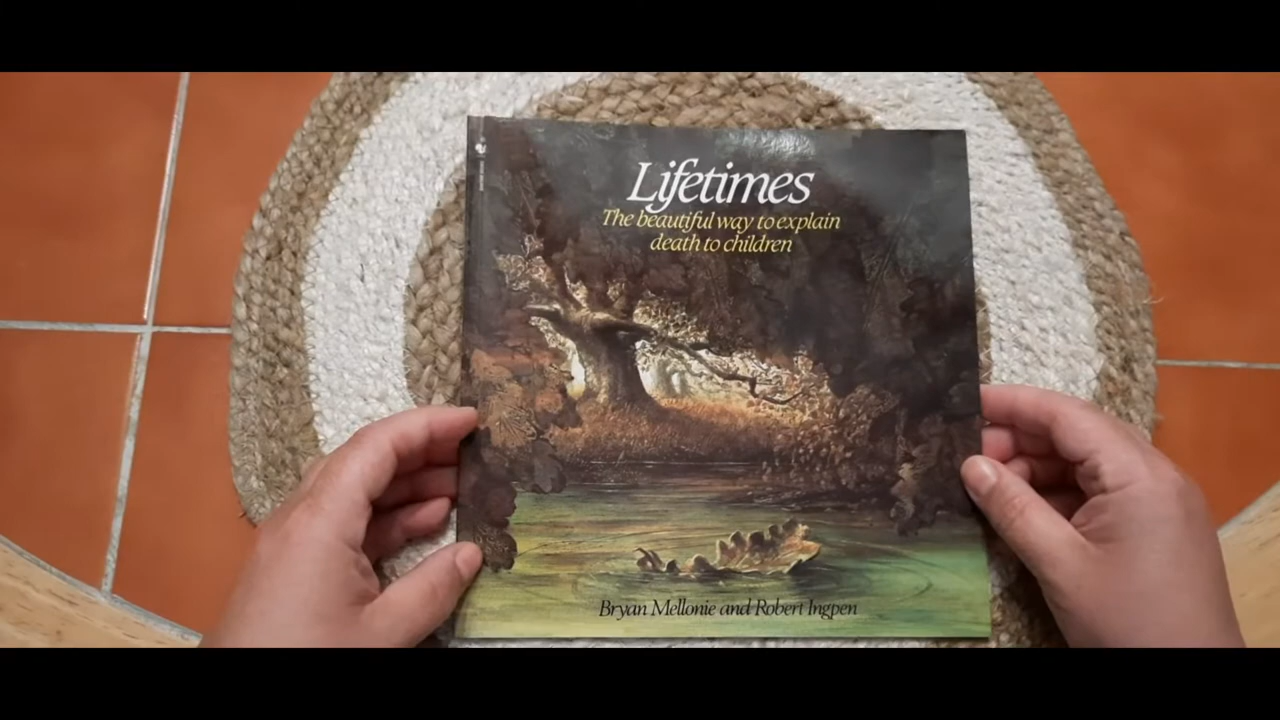 Lifetimes
The beautiful way to explain
death to children
Bryan Mellonie and Robert Ingpen